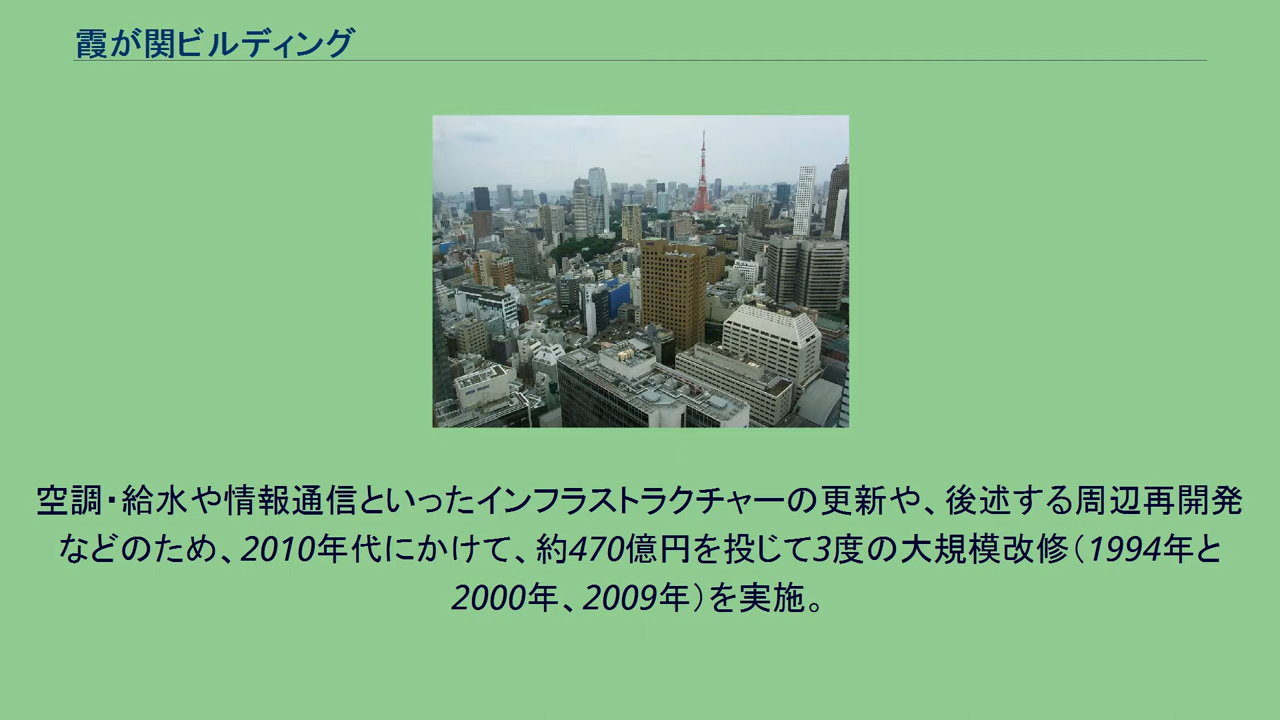 霞が関ビルディング
空調・給水や情報通信といったインフラストラクチャーの更新や、後述する周辺再開発
などのため、2010年代にかけて、約470億円を投じて3度の大規模改修（1994年と
2000年、2009年）を実施。